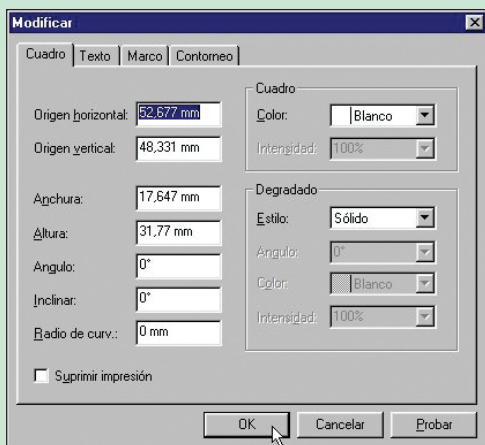 Modificar
Cuadro Texto Marco Contorneo
Origen horizontal: 52,677 mm
Origen vertical: 48,331 mm
Anchura: 17,647 mm
Altura: 31,77 mm
Angulo: 0°
Inclinar: 0°
Radio de curv.: 0 mm
Suprimir impresión
Cuadro
Color: Blanco
Intensidad: 100%
Degradado
Estilo: Sólido
Angulo: 0°
Color: Blanco
Intensidad: 100%
OK Cancelar Probar